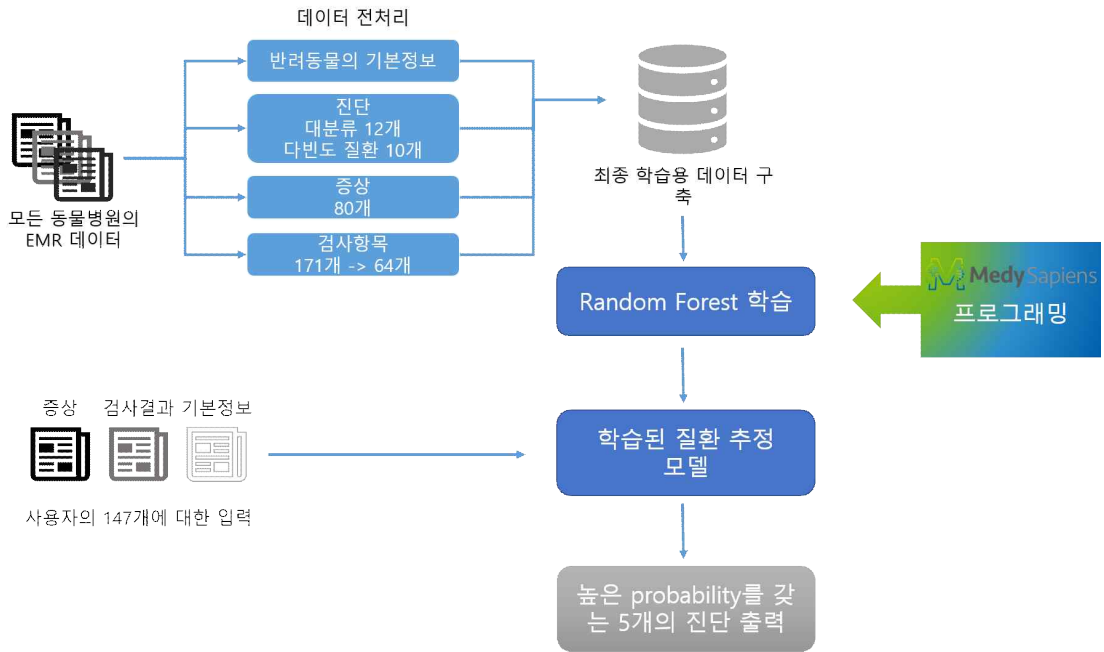 데이터 전처리
반려동물의 기본정보
진단
대분류 12개
다빈도 질환 10개
증상
80개
검사항목
171개 -> 64개
모든 동물병원의
EMR 데이터
최종 학습용 데이터 구
축
Random Forest 학습
MedySapiens
프로그래밍
증상 검사결과 기본정보
사용자의 147개에 대한 입력
학습된 질환 추정
모델
높은 probability를 갖
는 5개의 진단 출력